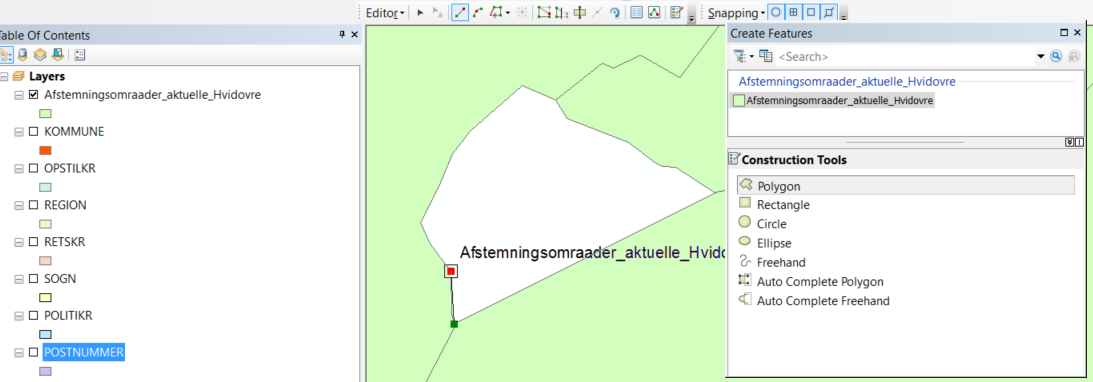 Editor
Snapping
Table Of Contents
Layers
Afstemningsomraader_aktuelle_Hvidovre
KOMMUNE
OPSTILKR
REGION
RETSKR
SOGN
POLITIKR
POSTNUMMER
Afstemningsomraader_aktuelle_Hvido
Create Features
<Search>
Afstemningsomraader_aktuelle_Hvidovre
Afstemningsomraader_aktuelle_Hvidovre
Construction Tools
Polygon
Rectangle
Circle
Ellipse
Freehand
Auto Complete Polygon
Auto Complete Freehand